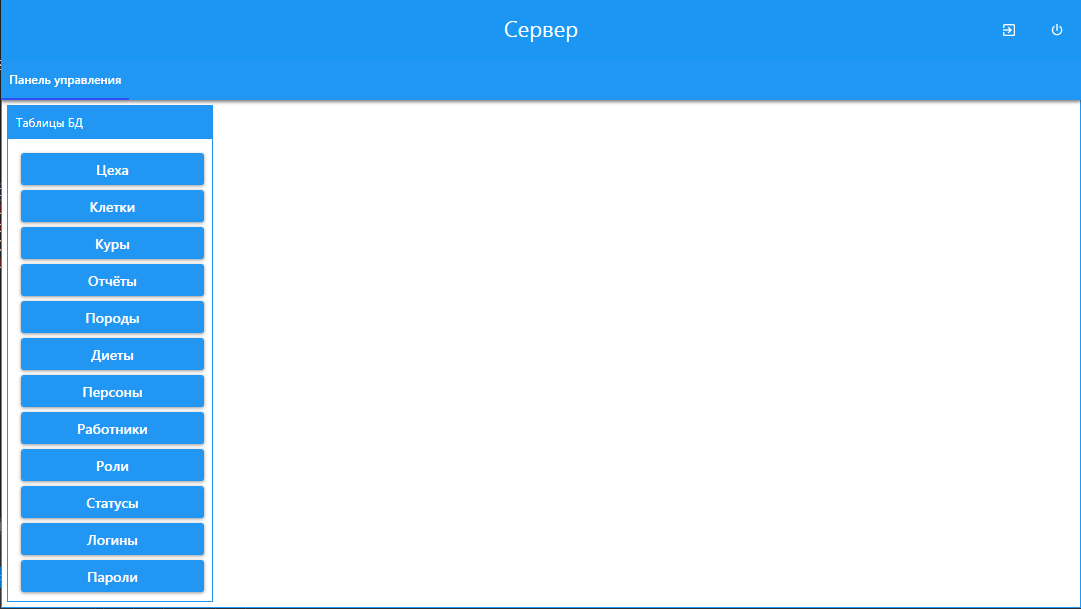 Сервер
Панель управления
Таблицы БД
Цеха
Клетки
Куры
Отчёты
Породы
Диеты
Персоны
Работники
Роли
Статусы
Логины
Пароли